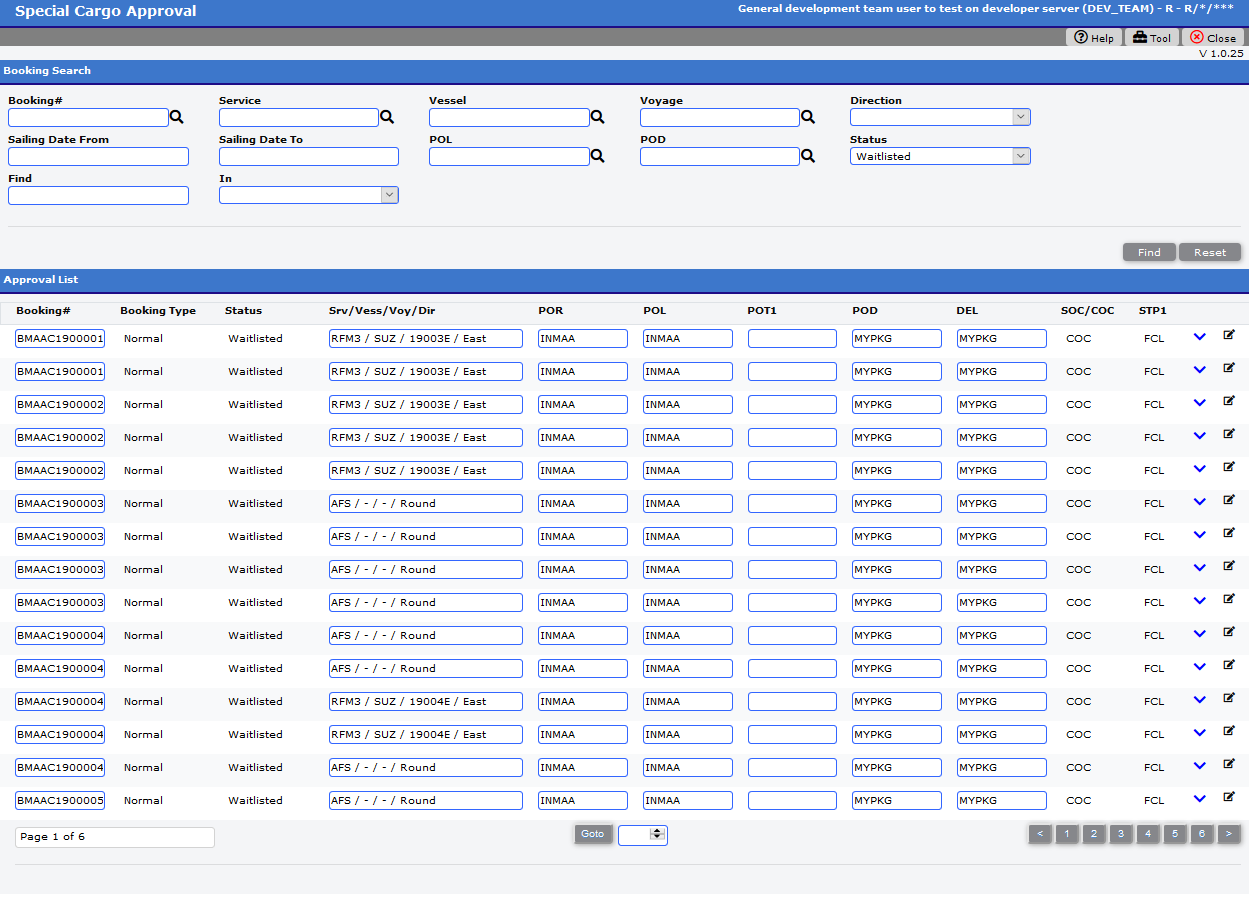 Special Cargo Approval General development team user to test on developer server (DEV_TEAM) - R - R/*/***
Help Tool Close
V 1.0.25
Booking Search
Booking# Service Vessel Voyage Direction
Sailing Date From Sailing Date To POL POD Status
Waitlisted
Find In
Find Reset
Approval List
Booking# Booking Type Status Srv/Vess/Voy/Dir POR POL POT1 POD DEL SOC/COC STP1
BMAAC1900001 Normal Waitlisted RFM3 / SUZ / 19003E / East INMAA INMAA MYPKG MYPKG COC FCL
BMAAC1900001 Normal Waitlisted RFM3 / SUZ / 19003E / East INMAA INMAA MYPKG MYPKG COC FCL
BMAAC1900002 Normal Waitlisted RFM3 / SUZ / 19003E / East INMAA INMAA MYPKG MYPKG COC FCL
BMAAC1900002 Normal Waitlisted RFM3 / SUZ / 19003E / East INMAA INMAA MYPKG MYPKG COC FCL
BMAAC1900002 Normal Waitlisted RFM3 / SUZ / 19003E / East INMAA INMAA MYPKG MYPKG COC FCL
BMAAC1900003 Normal Waitlisted AFS / - / - / Round INMAA INMAA MYPKG MYPKG COC FCL
BMAAC1900003 Normal Waitlisted AFS / - / - / Round INMAA INMAA MYPKG MYPKG COC FCL
BMAAC1900003 Normal Waitlisted AFS / - / - / Round INMAA INMAA MYPKG MYPKG COC FCL
BMAAC1900003 Normal Waitlisted AFS / - / - / Round INMAA INMAA MYPKG MYPKG COC FCL
BMAAC1900004 Normal Waitlisted AFS / - / - / Round INMAA INMAA MYPKG MYPKG COC FCL
BMAAC1900004 Normal Waitlisted AFS / - / - / Round INMAA INMAA MYPKG MYPKG COC FCL
BMAAC1900004 Normal Waitlisted RFM3 / SUZ / 19004E / East INMAA INMAA MYPKG MYPKG COC FCL
BMAAC1900004 Normal Waitlisted RFM3 / SUZ / 19004E / East INMAA INMAA MYPKG MYPKG COC FCL
BMAAC1900004 Normal Waitlisted AFS / - / - / Round INMAA INMAA MYPKG MYPKG COC FCL
BMAAC1900005 Normal Waitlisted AFS / - / - / Round INMAA INMAA MYPKG MYPKG COC FCL
Page 1 of 6 Goto < 1 2 3 4 5 6 >